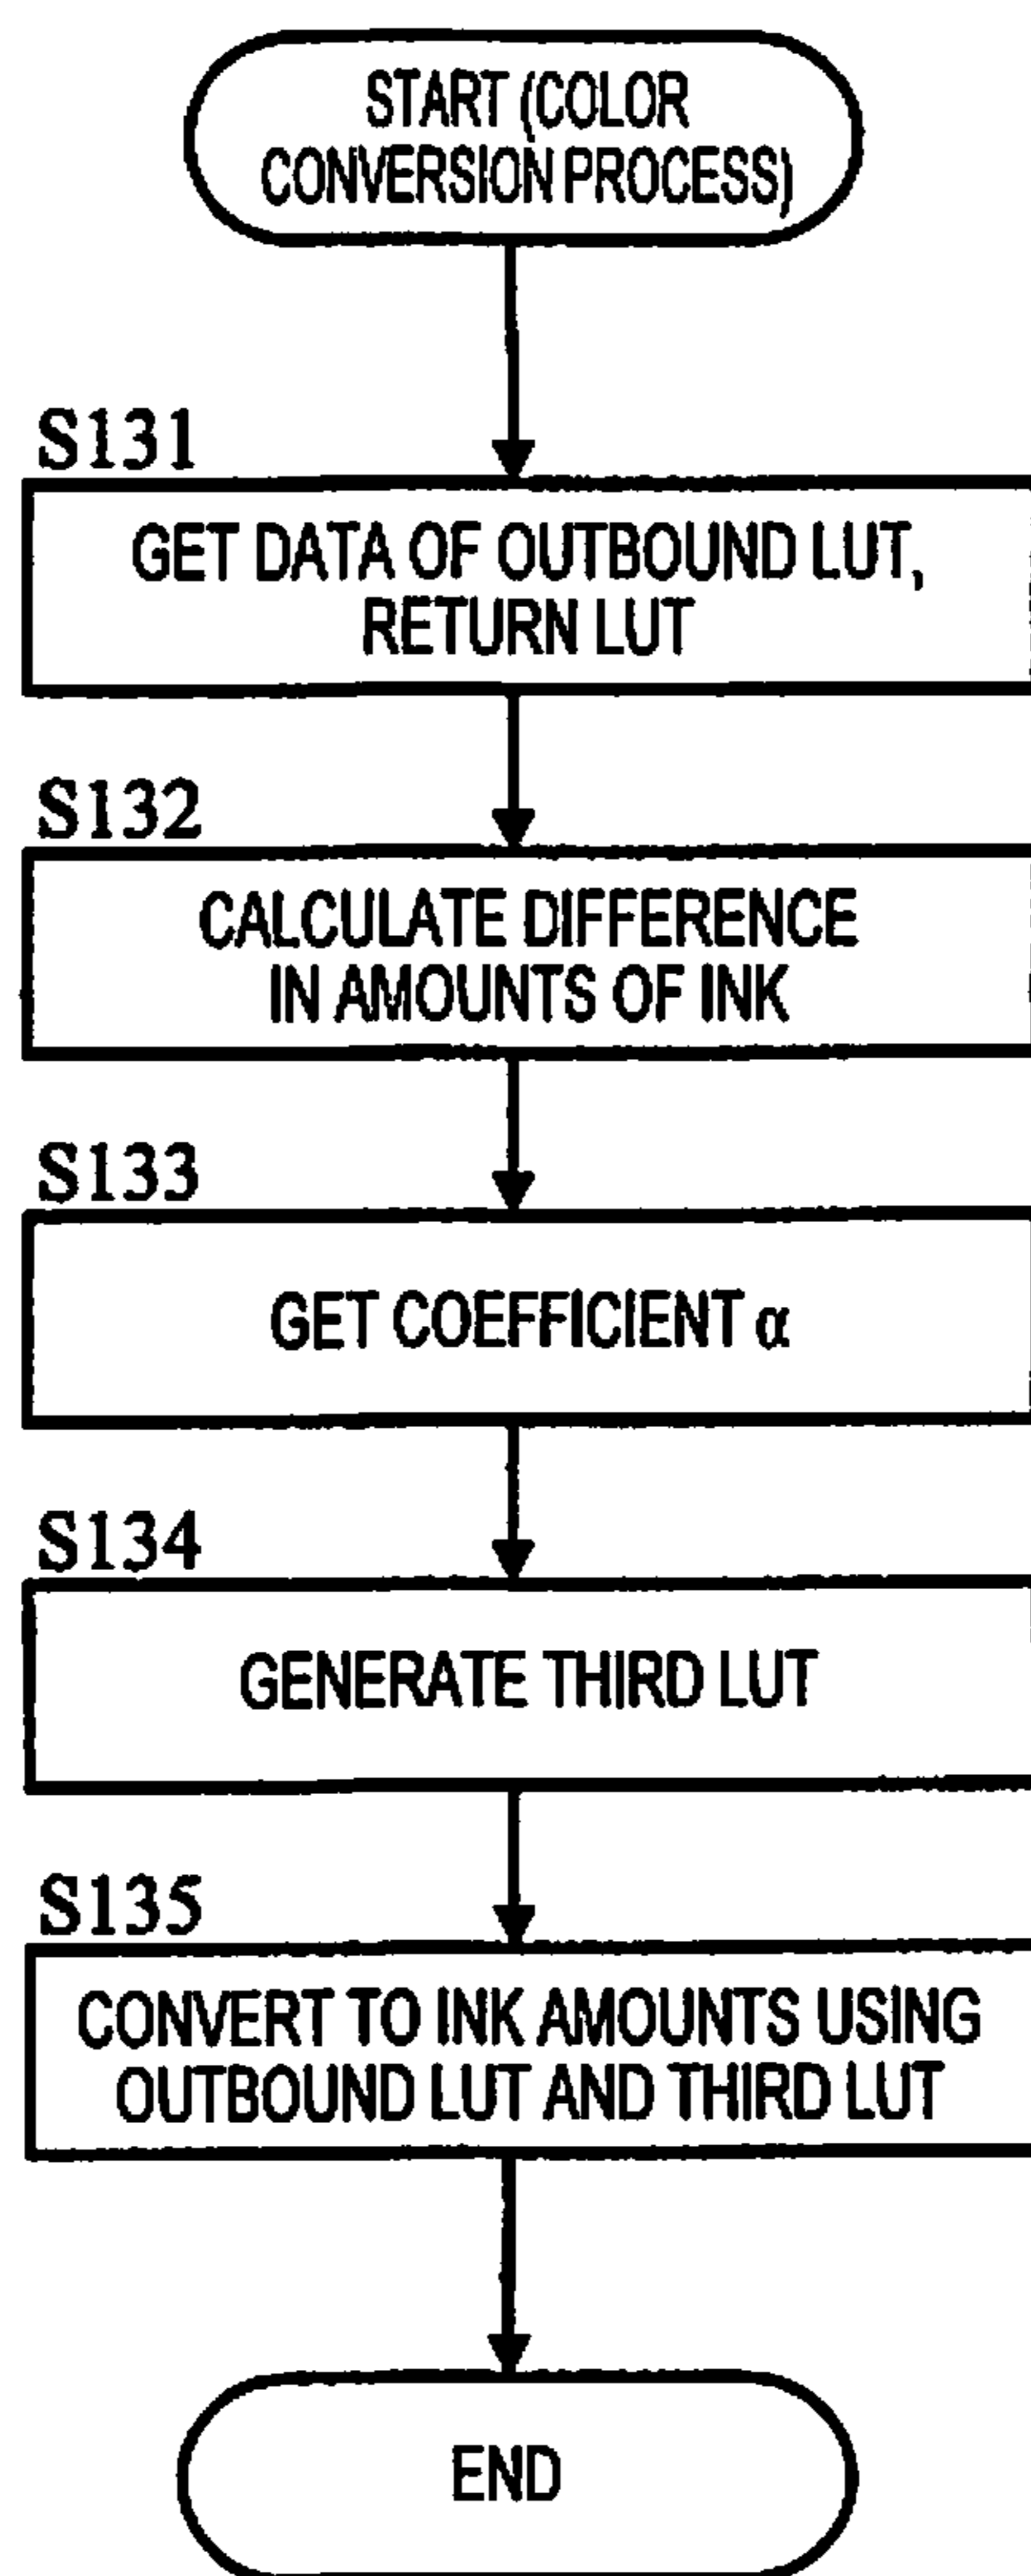 START (COLOR
CONVERSION PROCESS)
S131
GET DATA OF OUTBOUND LUT,
RETURN LUT
S132
CALCULATE DIFFERENCE
IN AMOUNTS OF INK
S133
GET COEFFICIENT α
S134
GENERATE THIRD LUT
S135
CONVERT TO INK AMOUNTS USING
OUTBOUND LUT AND THIRD LUT
END